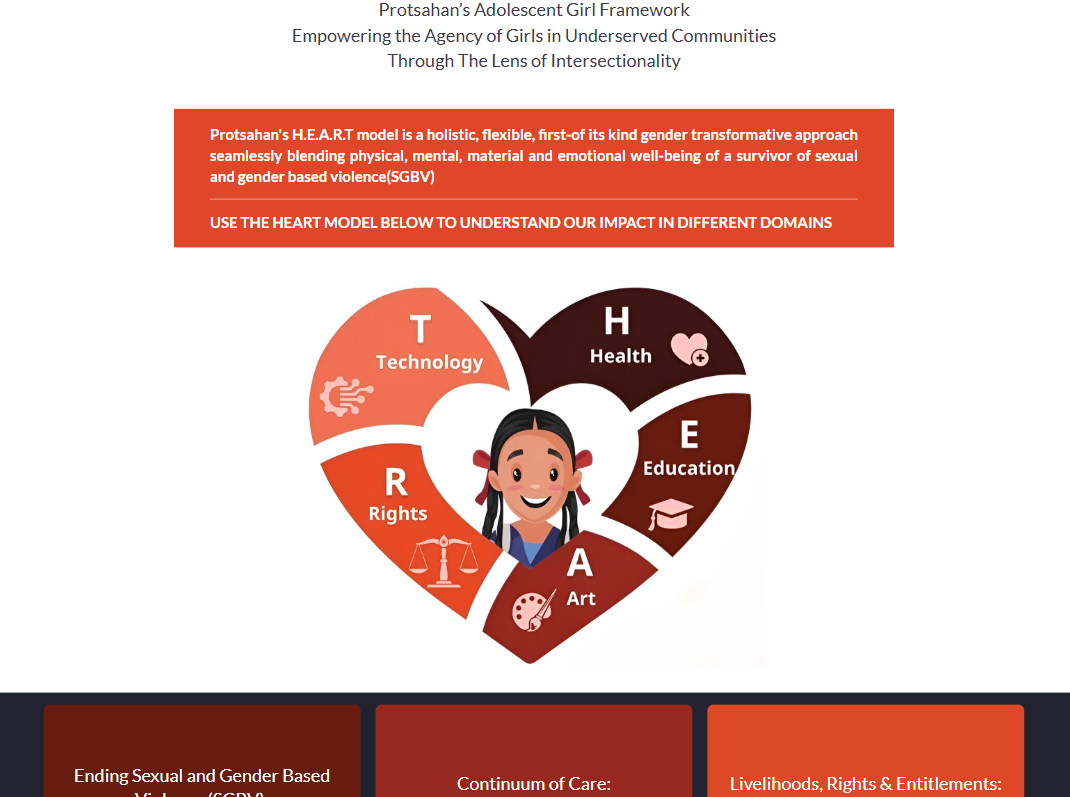 Protsahan’s Adolescent Girl Framework
Empowering the Agency of Girls in Underserved Communities
Through The Lens of Intersectionality
Protsahan's H.E.A.R.T model is a holistic, flexible, first-of its kind gender transformative approach
seamlessly blending physical, mental, material and emotional well-being of a survivor of sexual
and gender based violence(SGBV)
USE THE HEART MODEL BELOW TO UNDERSTAND OUR IMPACT IN DIFFERENT DOMAINS
H
Health
E
Education
A
Art
R
Rights
T
Technology
Ending Sexual and Gender Based
Violence(SGBV)
Continuum of Care:
Livelihoods, Rights & Entitlements: